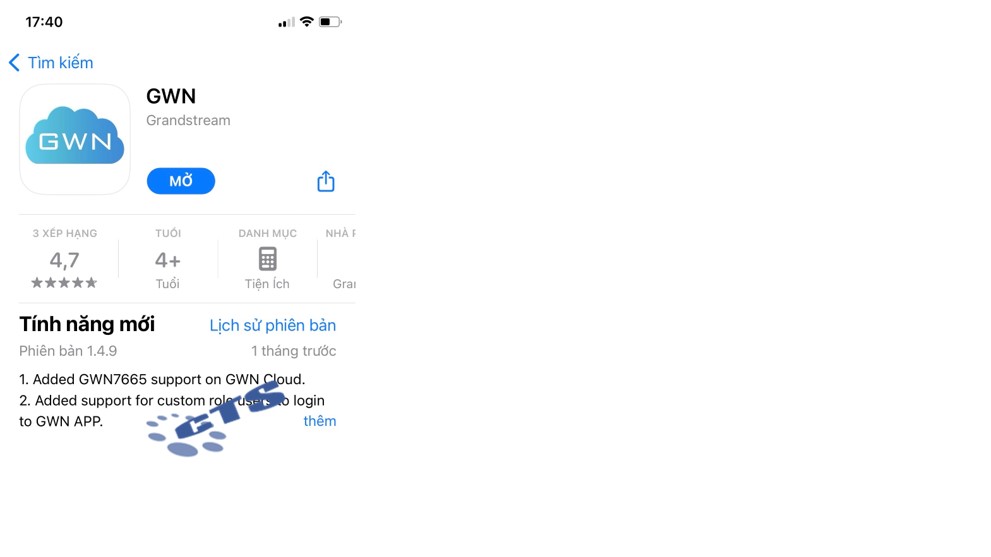 17:40
Tìm kiếm
GWN
GWN
Grandstream
MỞ
3 XẾP HẠNG
TUỔI
DANH MỤC
NHÀ
4,7
4+
Tuổi
Tiện ích
Tính năng mới
Lịch sử phiên bản
Phiên bản 1.4.9
1 tháng trước
1. Added GWN7665 support on GWN Cloud.
2. Added support for custom role users to login
to GWN APP.
thêm
GTS